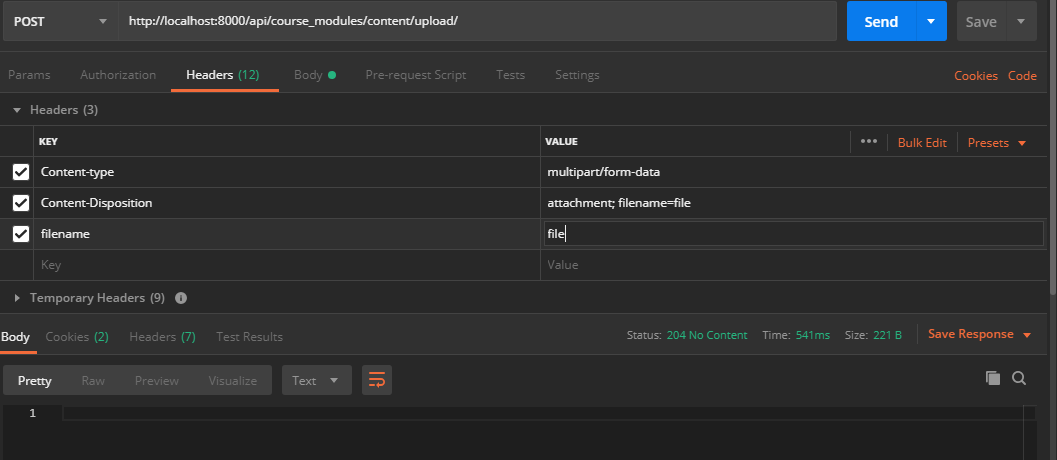 POST http://localhost:8000/api/course_modules/content/upload/ Send Save
Params Authorization Headers (12) Body Pre-request Script Tests Settings Cookies Code
Headers (3)
KEY VALUE ••• Bulk Edit Presets
Content-type multipart/form-data
Content-Disposition attachment; filename=file
filename file
Key Value
Temporary Headers (9) i
Body Cookies (2) Headers (7) Test Results Status: 204 No Content Time: 541ms Size: 221 B Save Response
Pretty Raw Preview Visualize Text
1